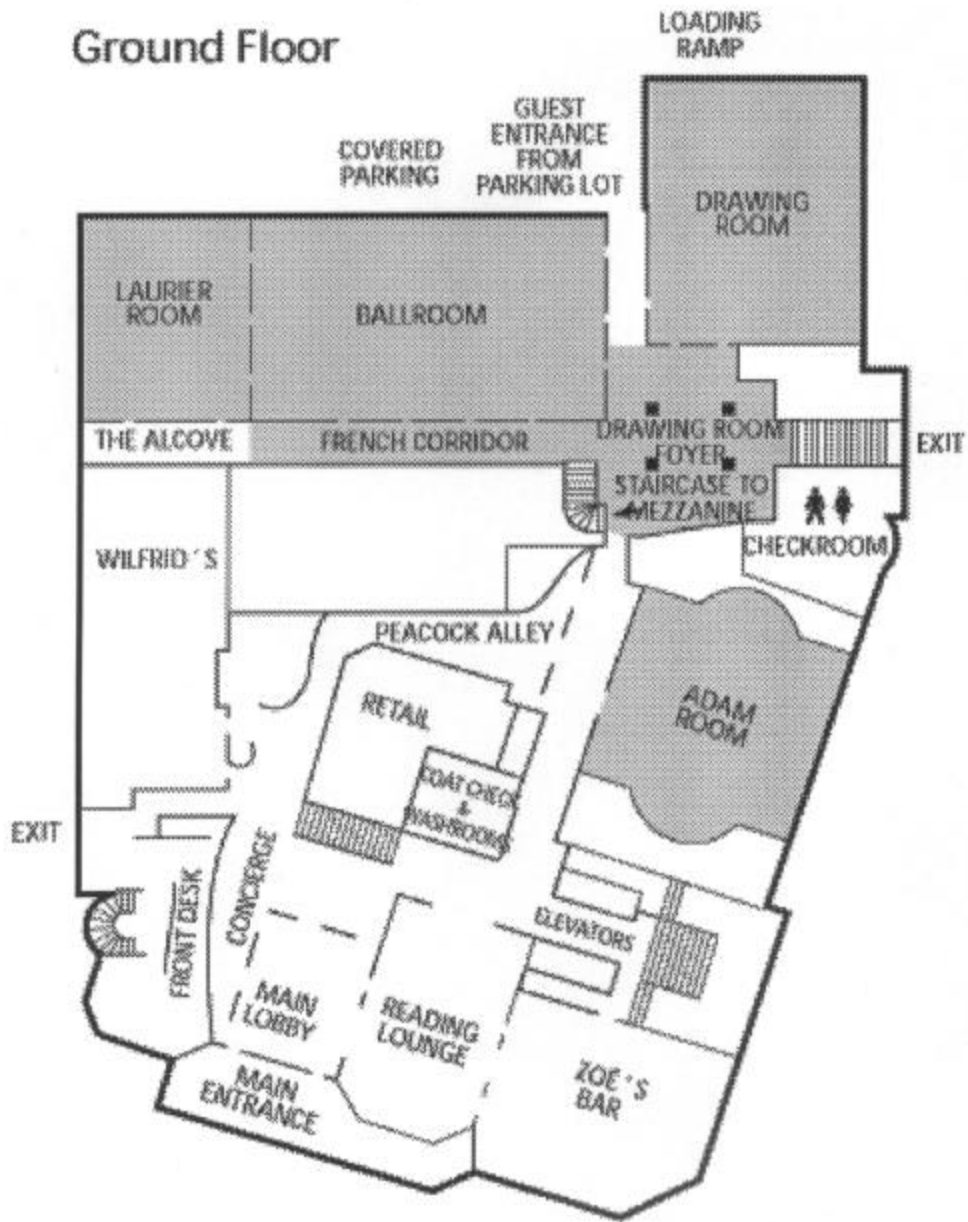 Ground Floor
LOADING
RAMP
GUEST
ENTRANCE
FROM
PARKING LOT
COVERED
PARKING
DRAWING
ROOM
LAURIER
ROOM
BALLROOM
THE ALCOVE
FRENCH CORRIDOR
DRAWING ROOM
FOYER
STAIRCASE TO
MEZZANINE
EXIT
WILFRID´S
CHECKROOM
PEACOCK ALLEY
RETAIL
ADAM
ROOM
COAT CHECK
&
WASHROOMS
EXIT
FRONT DESK
CONCIERGE
ELEVATORS
MAIN
LOBBY
READING
LOUNGE
MAIN
ENTRANCE
ZOÉ´S
BAR